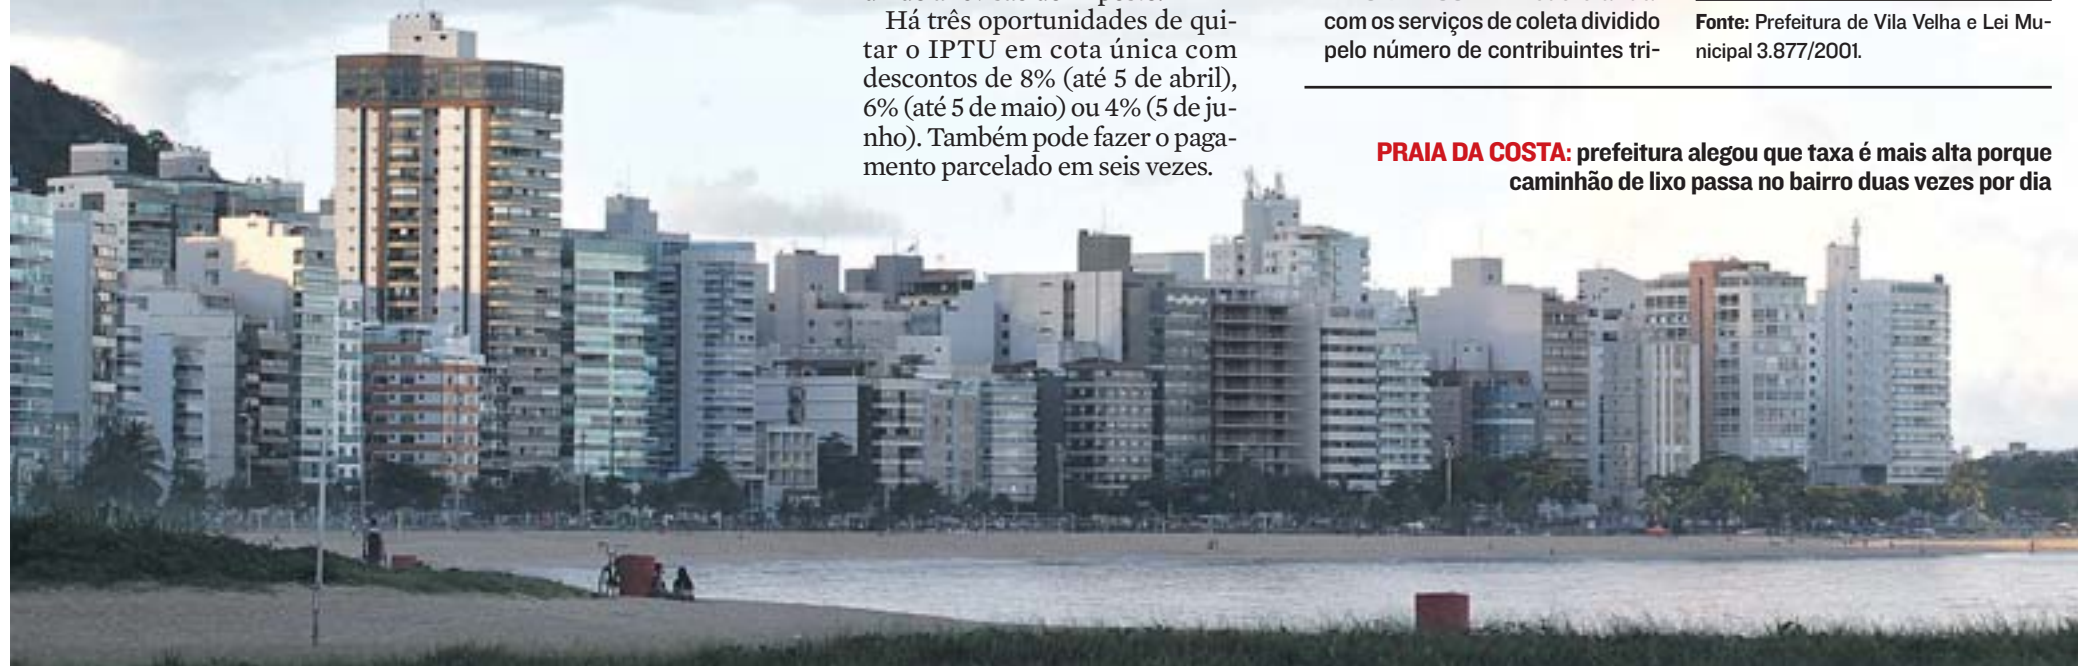 Há três oportunidades de qui-
tar o IPTU em cota única com
descontos de 8% (até 5 de abril),
6% (até 5 de maio) ou 4% (5 de ju-
nho). Também pode fazer o paga-
mento parcelado em seis vezes.
com os serviços de coleta dividido
pelo número de contribuintes tri-
Fonte: Prefeitura de Vila Velha e Lei Mu-
nicipal 3.877/2001.
PRAIA DA COSTA: prefeitura alegou que taxa é mais alta porque
caminhão de lixo passa no bairro duas vezes por dia